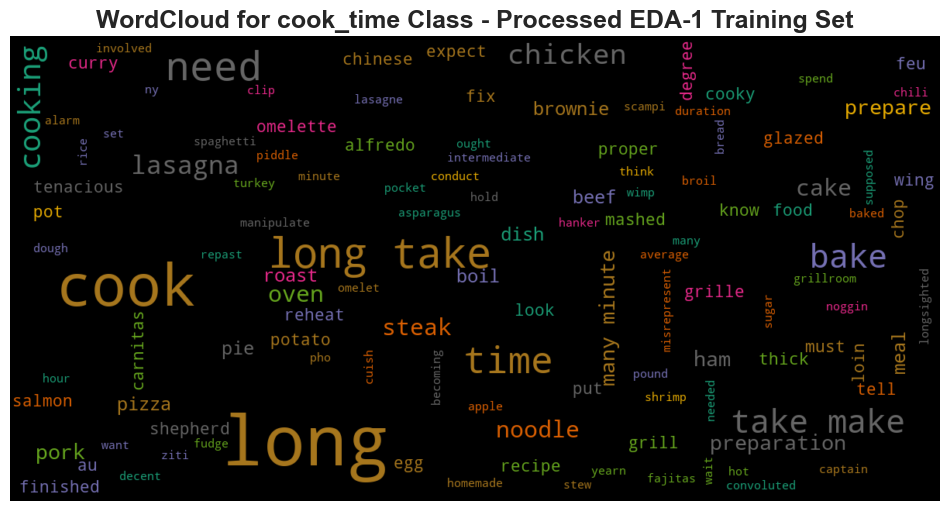 WordCloud for cook_time Class - Processed EDA-1 Training Set
involved
cooking
curry
need
chinese
expect
chicken
degree
feu
spend
ny
clip
lasagne
fix
brownie
scampi
cooky
duration
chili
prepare
alarm
set
rice
omelette
spaghetti
alfredo
ought
intermediate
proper
bread
glazed
lasagna
piddle
tenacious
turkey
minute
pocket
conduct
hold
think
wimp
broil
cake
supposed
wing
pot
manipulate
asparagus
beef
hanker
mashed
know
food
baked
chop
dough
repast
long take
dish
many
average
bake
cook
roast
omelet
boil
many minute
misrepresent
grille
grillroom
longsighted
oven
reheat
look
sugar
noggin
carnitas
steak
pie
potato
pho
cuish
becoming
time
put
pound
ham
thick
must
loin
meal
hour
shrimp
needed
tell
salmon
pizza
apple
take make
shepherd
long
noodle
preparation
pork
want
fudge
ziti
au
egg
recipe
grill
wait
hot
captain
finished
decent
homemade
stew
yearn
fajitas
convoluted